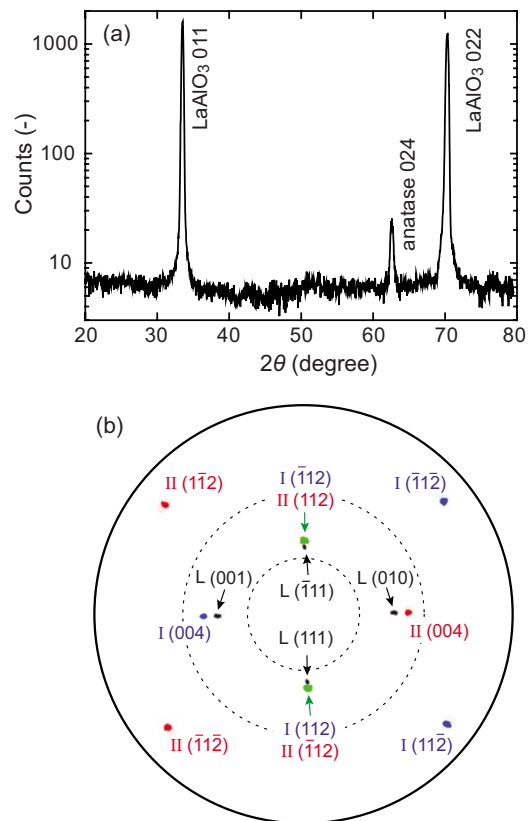 (a)
1000
100
10
Counts (-)
LaAlO₃ 011
anatase 024
LaAlO₃ 022
20 30 40 50 60 70 80
2θ (degree)
(b)
II (11̅2)
I (1̅12)
II (112)
I (1̅1̅2̅)
L (001)
L (1̅11)
L (010)
I (004)
L (111)
II (004)
II (1̅1̅2̅)
I (112)
II (1̅12)
I (112̅)